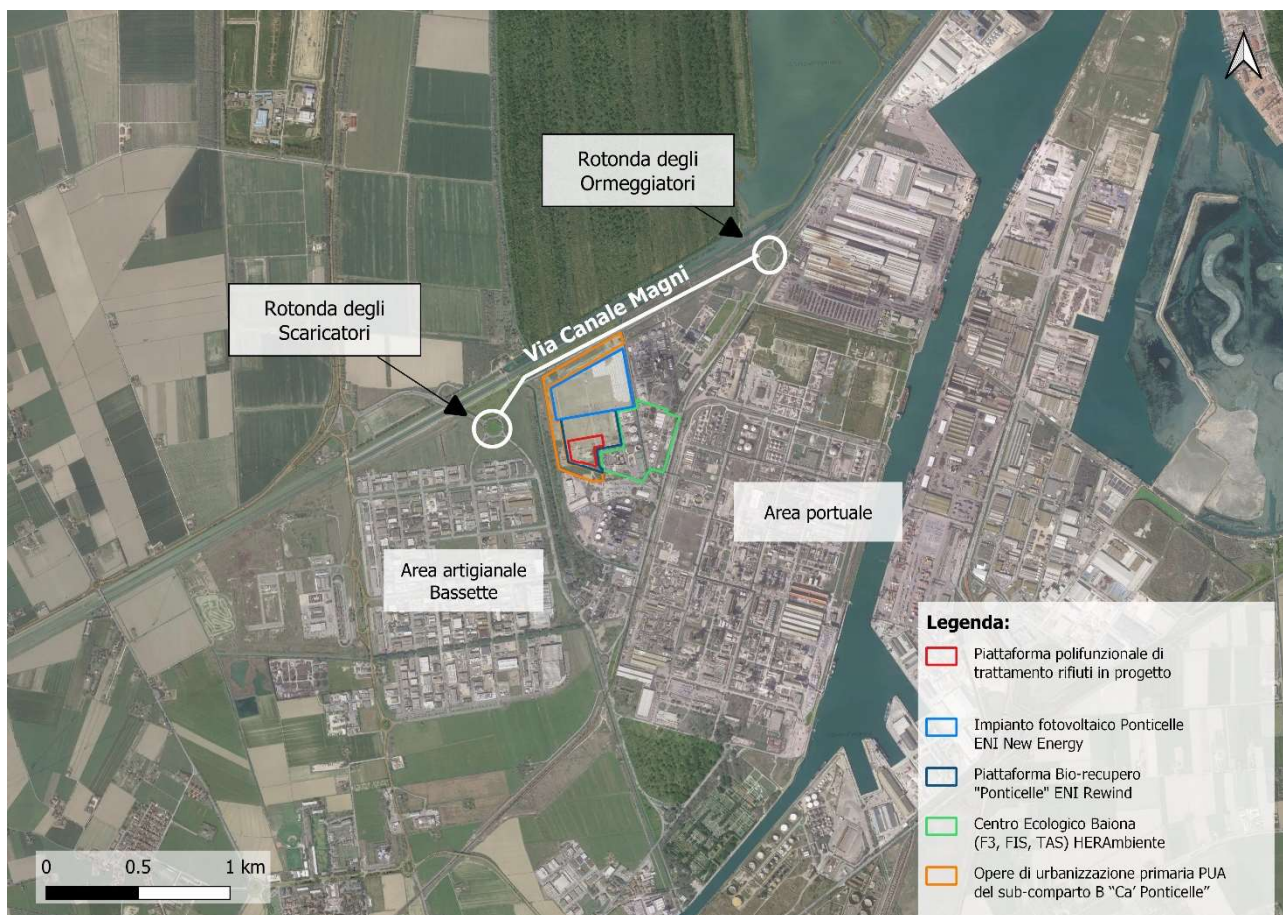 Rotonda degli
Ormeggiatori
Via Canale Magni
Rotonda degli
Scaricatori
Area portuale
Area artigianale
Bassette
Legenda:
Piattaforma polifunzionale di
trattamento rifiuti in progetto
Impianto fotovoltaico Ponticelle
ENI New Energy
Piattaforma Bio-recupero
"Ponticelle" ENI Rewind
Centro Ecologico Baiona
(F3, FIS, TAS) HERAmbiente
Opere di urbanizzazione primaria PUA
del sub-comparto B “Ca’ Ponticelle”
0 0.5 1 km